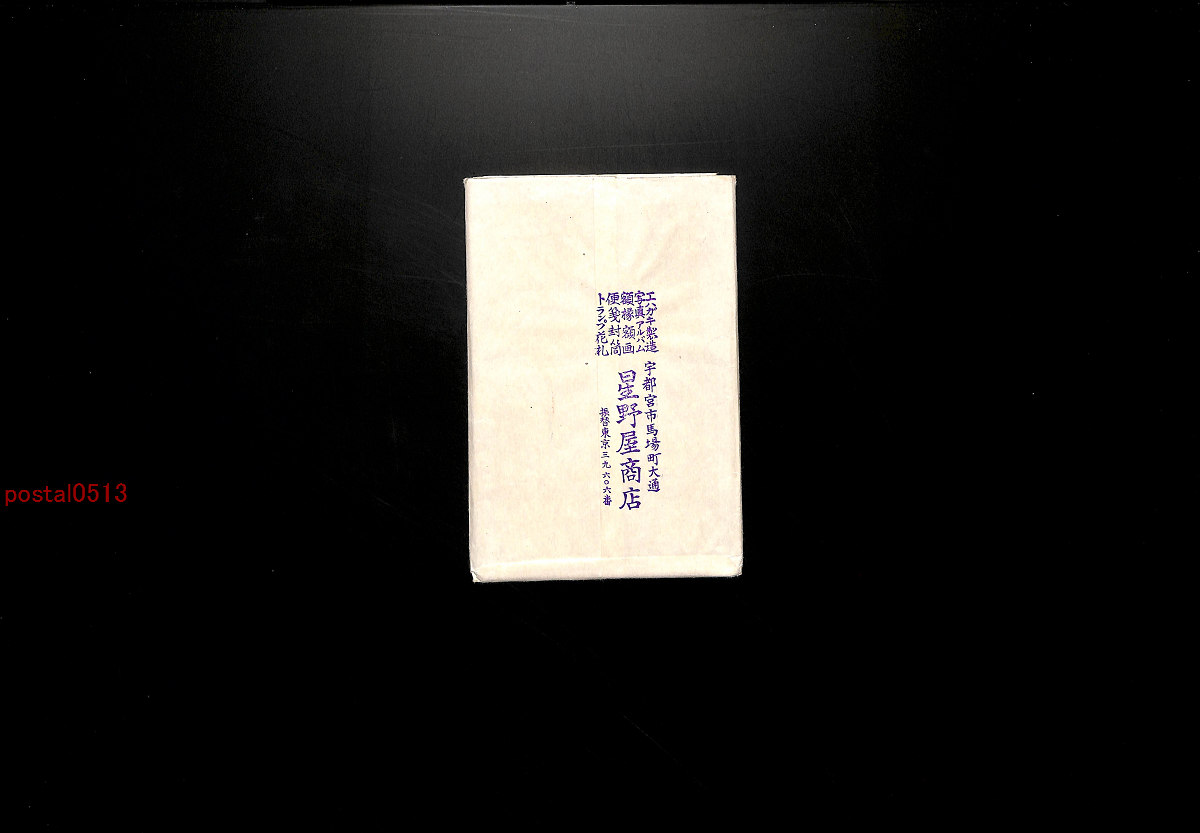 エハガキ製造
写真アルバム
額椽額画
便箋封筒
トランプ花札
宇都宮市馬場町大通
星野屋商店
振替東京三九六〇六番
postal0513